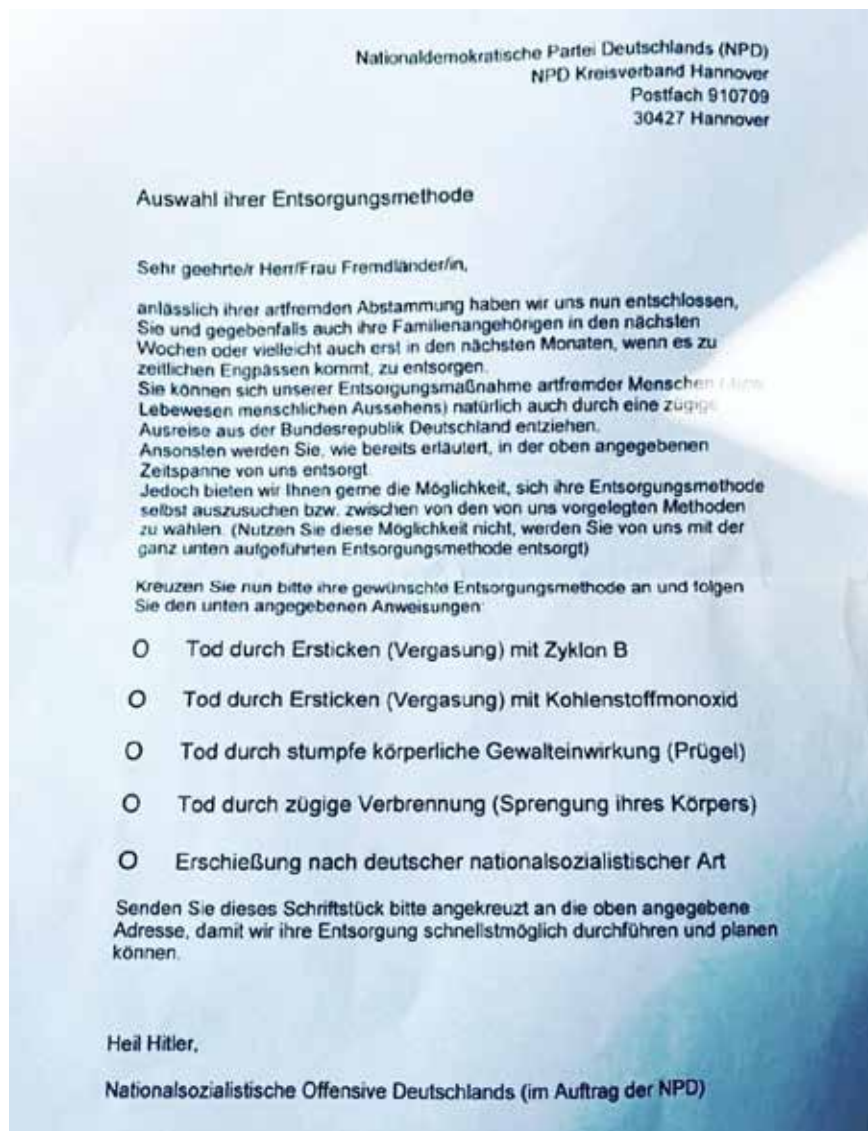 Nationaldemokratische Partei Deutschlands (NPD)
NPD Kreisverband Hannover
Postfach 910709
30427 Hannover
Auswahl ihrer Entsorgungsmethode
Sehr geehrte/r Herr/Frau Fremdländer/in,
anlässlich ihrer artfremden Abstammung haben wir uns nun entschlossen,
Sie und gegebenfalls auch ihre Familienangehörigen in den nächsten
Wochen oder vielleicht auch erst in den nächsten Monaten, wenn es zu
zeitlichen Engpässen kommt, zu entsorgen.
Sie können sich unserer Entsorgungsmaßnahme artfremder Menschen
Lebewesen menschlichen Aussehens) natürlich auch durch eine zügige
Ausreise aus der Bundesrepublik Deutschland entziehen.
Ansonsten werden Sie, wie bereits erläutert, in der oben angegebenen
Zeitspanne von uns entsorgt.
Jedoch bieten wir Ihnen gerne die Möglichkeit, sich ihre Entsorgungsmethode
selbst auszusuchen bzw. zwischen von den von uns vorgelegten Methoden
zu wählen. (Nutzen Sie diese Möglichkeit nicht, werden Sie von uns mit der
ganz unten aufgeführten Entsorgungsmethode entsorgt)
Kreuzen Sie nun bitte ihre gewünschte Entsorgungsmethode an und folgen
Sie den unten angegebenen Anweisungen:
O Tod durch Ersticken (Vergasung) mit Zyklon B
O Tod durch Ersticken (Vergasung) mit Kohlenstoffmonoxid
O Tod durch stumpfe körperliche Gewalteinwirkung (Prügel)
O Tod durch zügige Verbrennung (Sprengung ihres Körpers)
O Erschießung nach deutscher nationalsozialistischer Art
Senden Sie dieses Schriftstück bitte angekreuzt an die oben angegebene
Adresse, damit wir ihre Entsorgung schnellstmöglich durchführen und planen
können.
Heil Hitler,
Nationalsozialistische Offensive Deutschlands (im Auftrag der NPD)